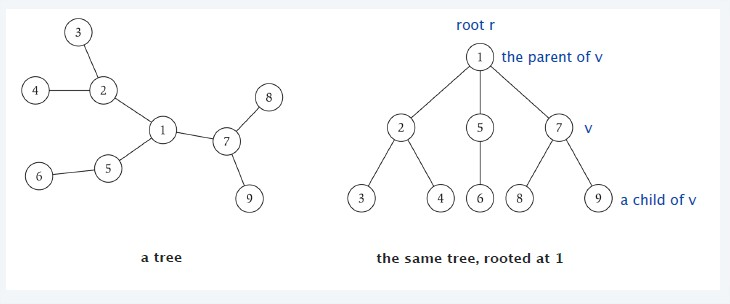 3
4
2
8
1
7
5
6
9
a tree
root r
1 the parent of v
2 5 7 v
3 4 6 8 9 a child of v
the same tree, rooted at 1